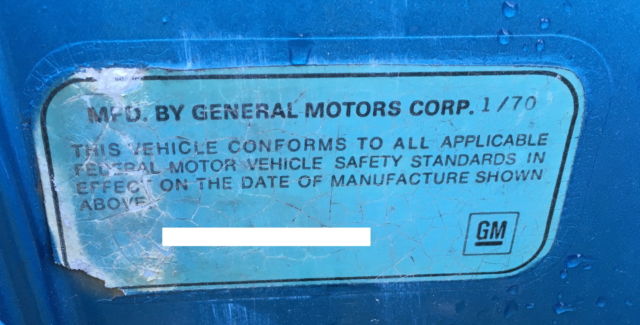 MFD. BY GENERAL MOTORS CORP. 1/70
THIS VEHICLE CONFORMS TO ALL APPLICABLE
FEDERAL MOTOR VEHICLE SAFETY STANDARDS IN
EFFECT ON THE DATE OF MANUFACTURE SHOWN
ABOVE
GM